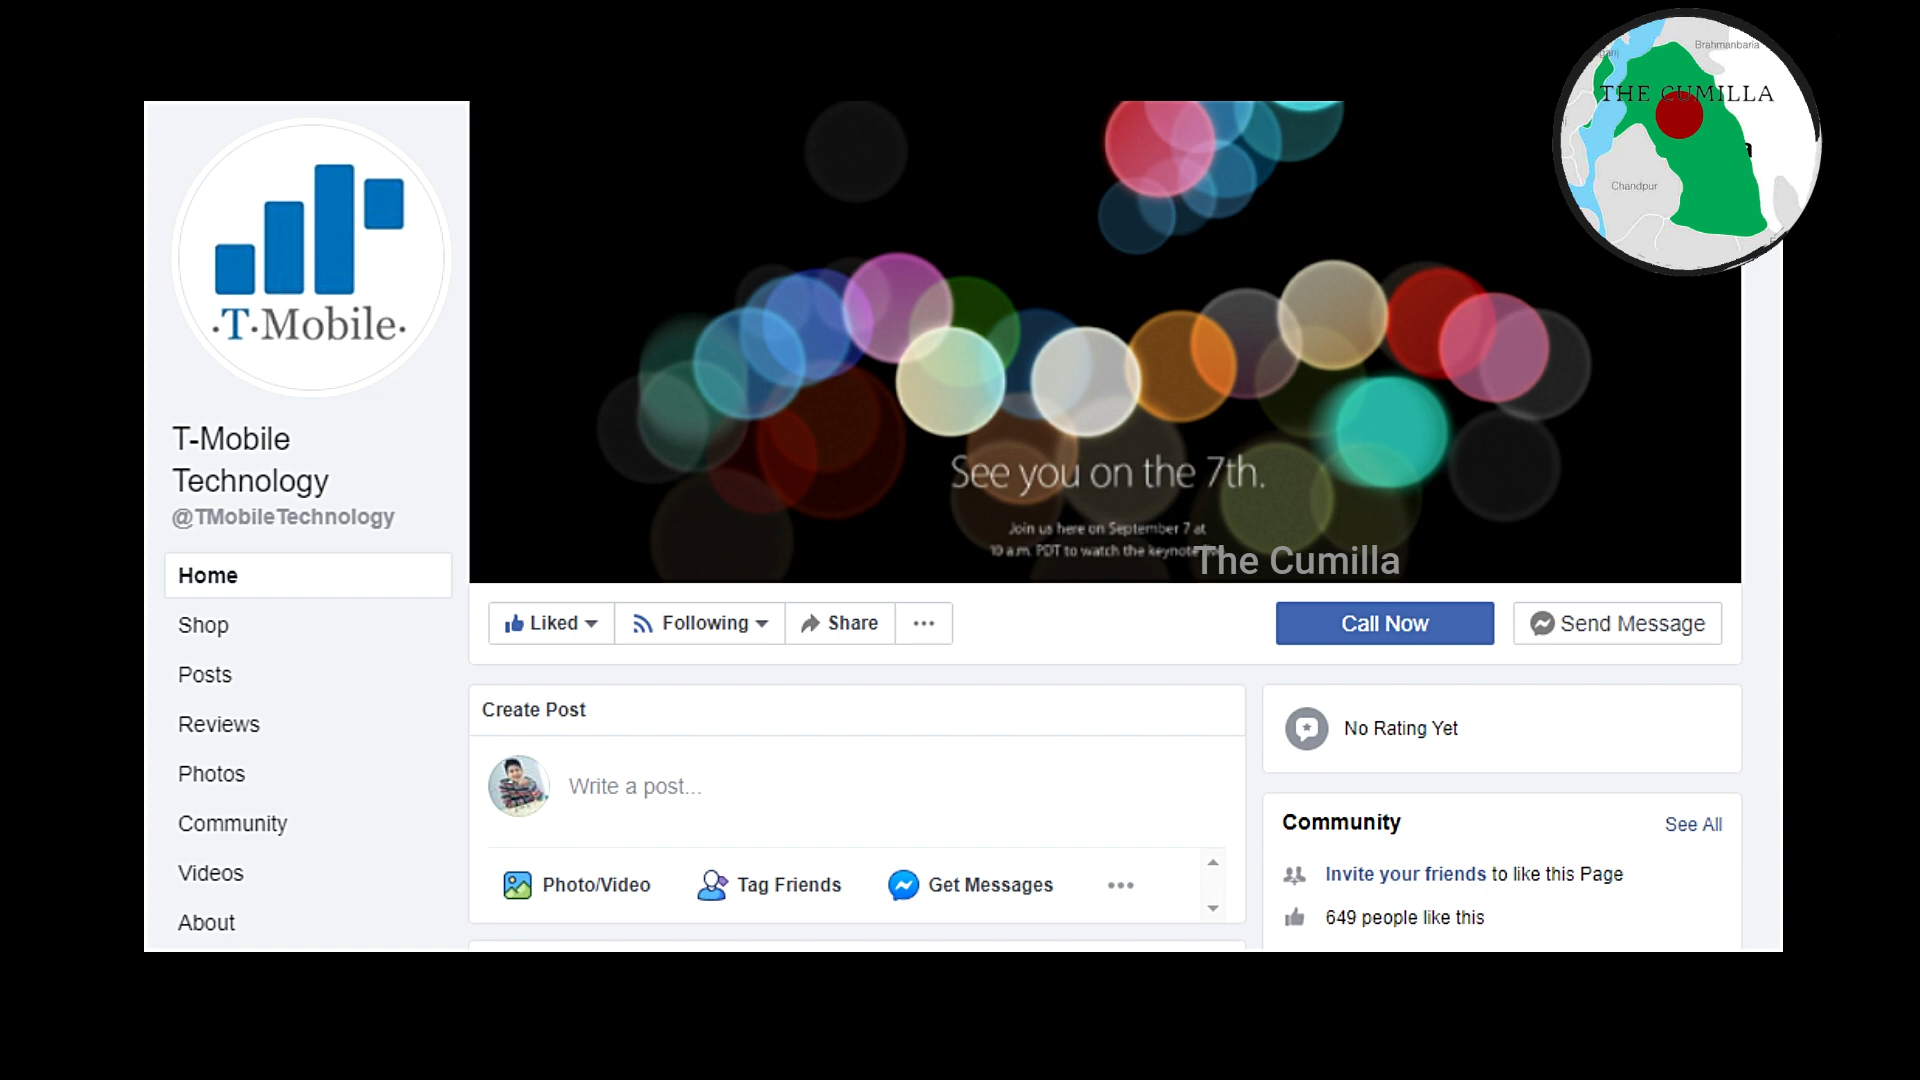 Brahmanbaria
THE CUMILLA
Chandpur
·T·Mobile·
T-Mobile
Technology
@TMobileTechnology
Home
Shop
Posts
Reviews
Photos
Community
Videos
About
See you on the 7th.
Join us here on September 7 at
10 a.m. PDT to watch the keynote
The Cumilla
Liked
Following
Share
Call Now
Send Message
Create Post
Write a post...
Photo/Video
Tag Friends
Get Messages
No Rating Yet
Community
See All
Invite your friends to like this Page
649 people like this